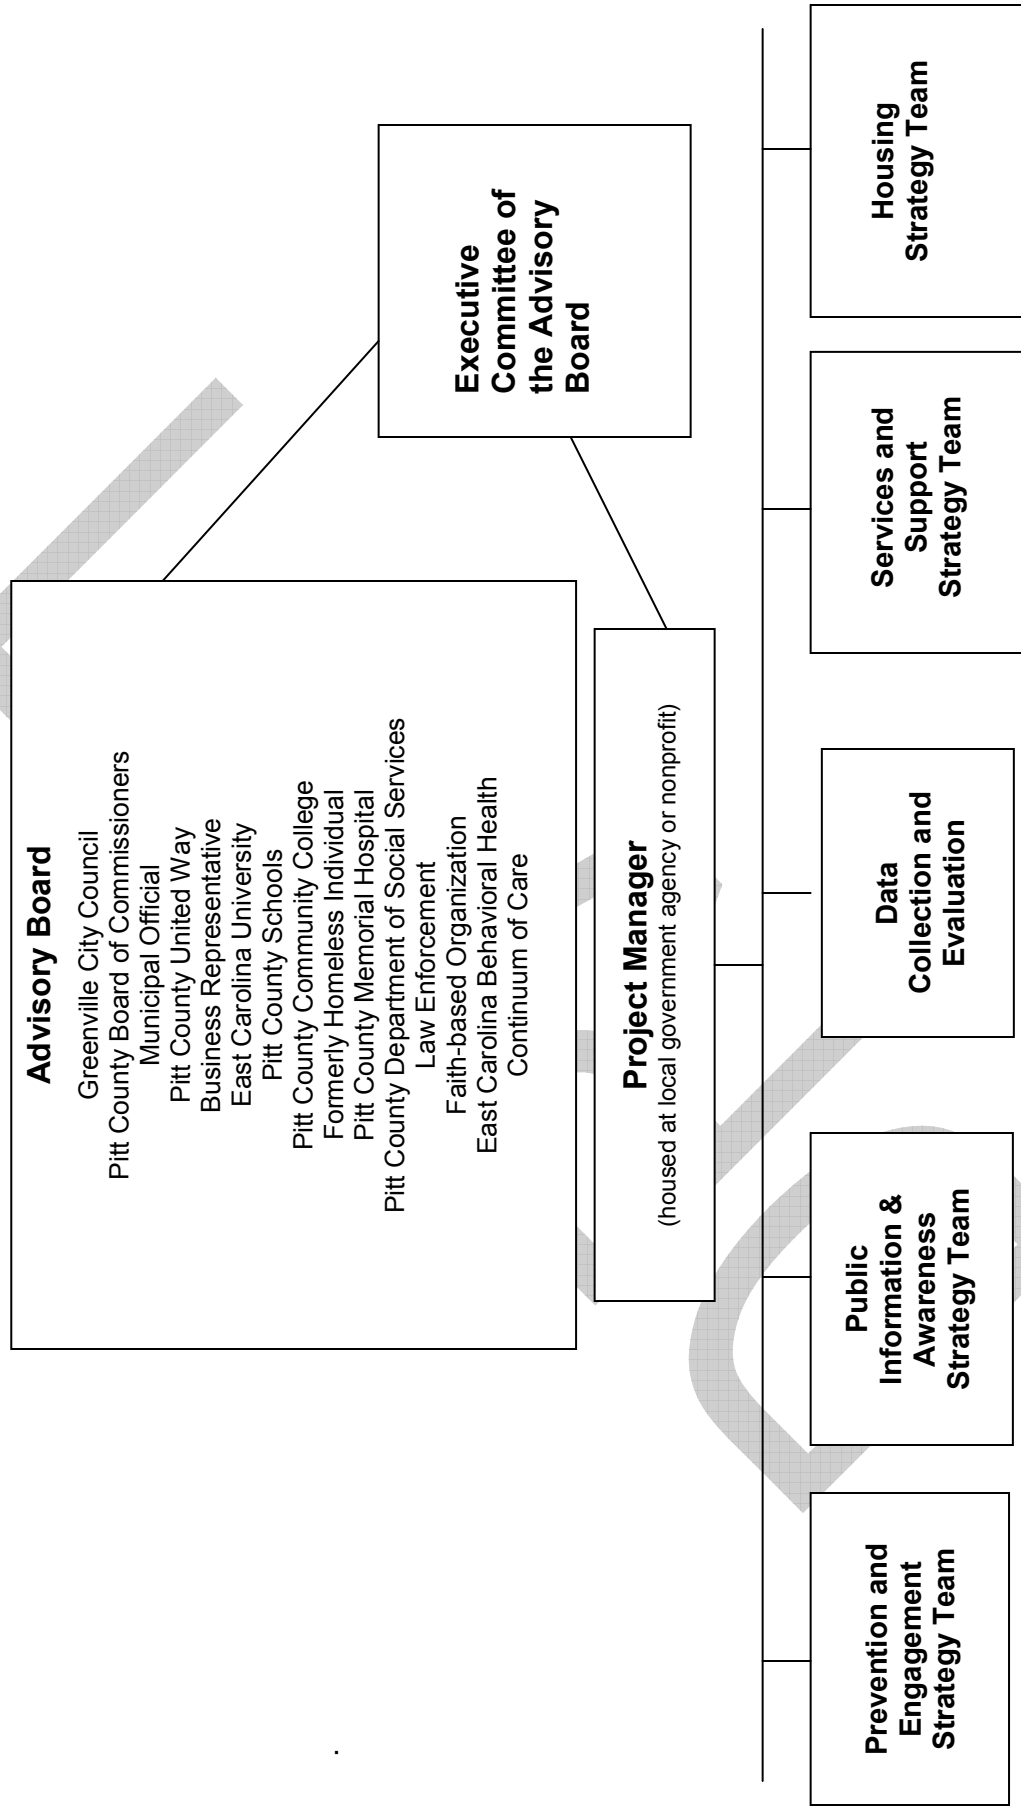 Advisory Board
Greenville City Council
Pitt County Board of Commissioners
Municipal Official
Pitt County United Way
Business Representative
East Carolina University
Pitt County Schools
Pitt County Community College
Formerly Homeless Individual
Pitt County Memorial Hospital
Pitt County Department of Social Services
Law Enforcement
Faith-based Organization
East Carolina Behavioral Health
Continuum of Care
Executive
Committee of
the Advisory
Board
Project Manager
(housed at local government agency or nonprofit)
Prevention and
Engagement
Strategy Team
Public
Information &
Awareness
Strategy Team
Data
Collection and
Evaluation
Services and
Support
Strategy Team
Housing
Strategy Team
.